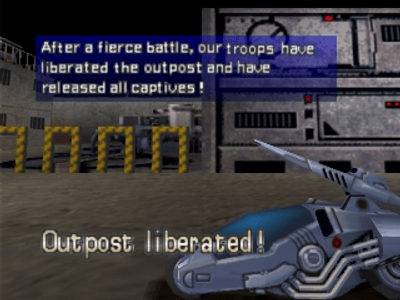 After a fierce battle, our troops have
liberated the outpost and have
released all captives!
Outpost liberated!